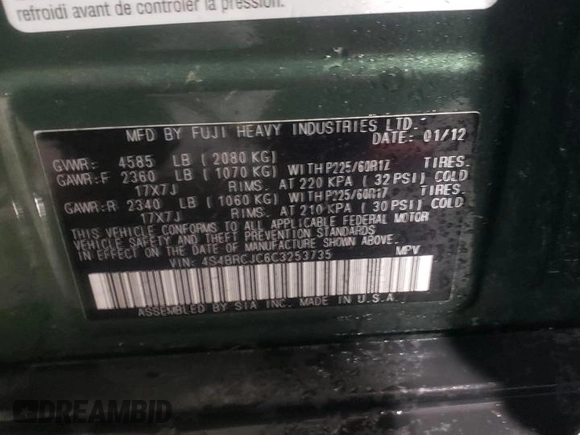 refroidi avant de contrôler la pression.
MFD BY FUJI HEAVY INDUSTRIES LTD.
DATE: 01/12
GVWR: 4585 LB (2080 KG)
GAWR:F 2360 LB (1070 KG) WITH P225/60R17 TIRES.
17X7J RIMS. AT 220 KPA (32 PSI) COLD
GAWR:R 2340 LB (1060 KG) WITH P225/60R17 TIRES.
17X7J RIMS. AT 210 KPA (30 PSI) COLD
THIS VEHICLE CONFORMS TO ALL APPLICABLE FEDERAL MOTOR
VEHICLE SAFETY AND THEFT PREVENTION STANDARDS
IN EFFECT ON THE DATE OF MANUFACTURE SHOWN ABOVE.
VIN: 4S4BRCJC6C3253735 MPV
ASSEMBLED BY SIA INC. MADE IN U.S.A.
DREAMBID